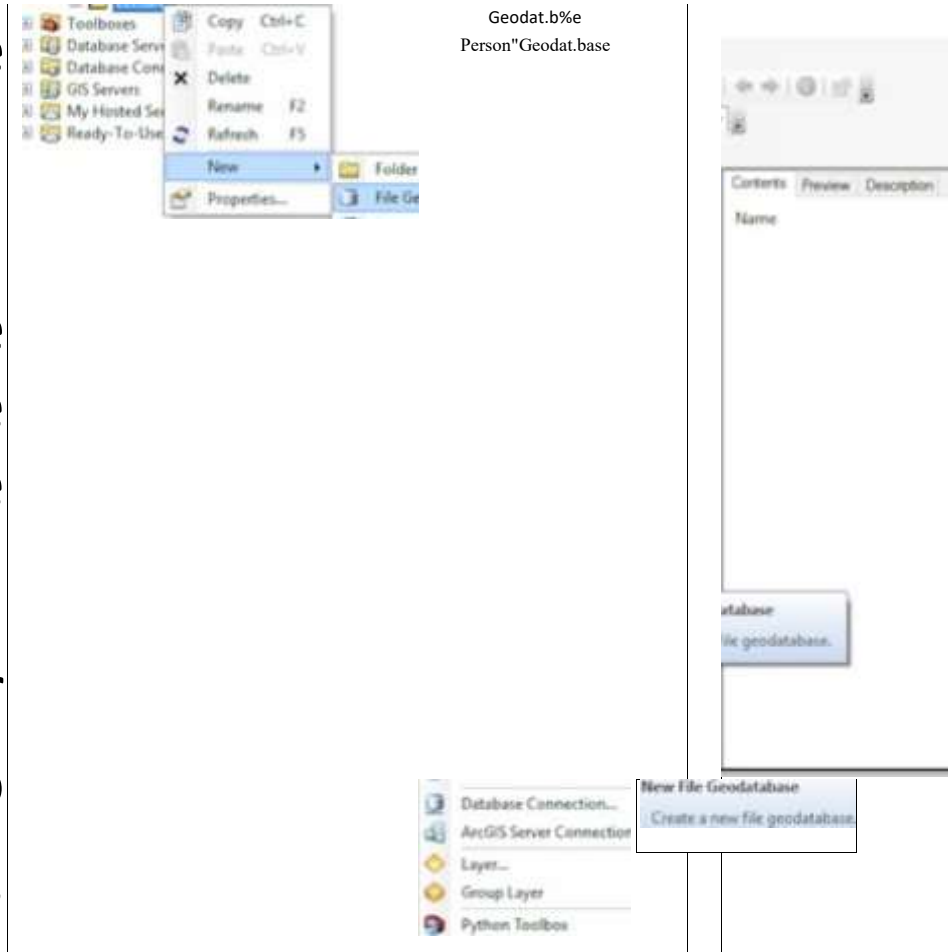 Toolboxes
Database Serv
Database Con
GIS Servers
My Hosted Se
Ready-To-Use
Copy Ctrl+C
Paste Ctrl+V
Delete
Rename F2
Refresh F5
New
Properties...
Folder
File Ge
Geodat.b%e
Person"Geodat.base
Contents Preview Description
Name
atabase
ile geodatabase.
New File Geodatabase
Create a new file geodatabase.
Database Connection...
ArcGIS Server Connection
Layer...
Group Layer
Python Toolbox